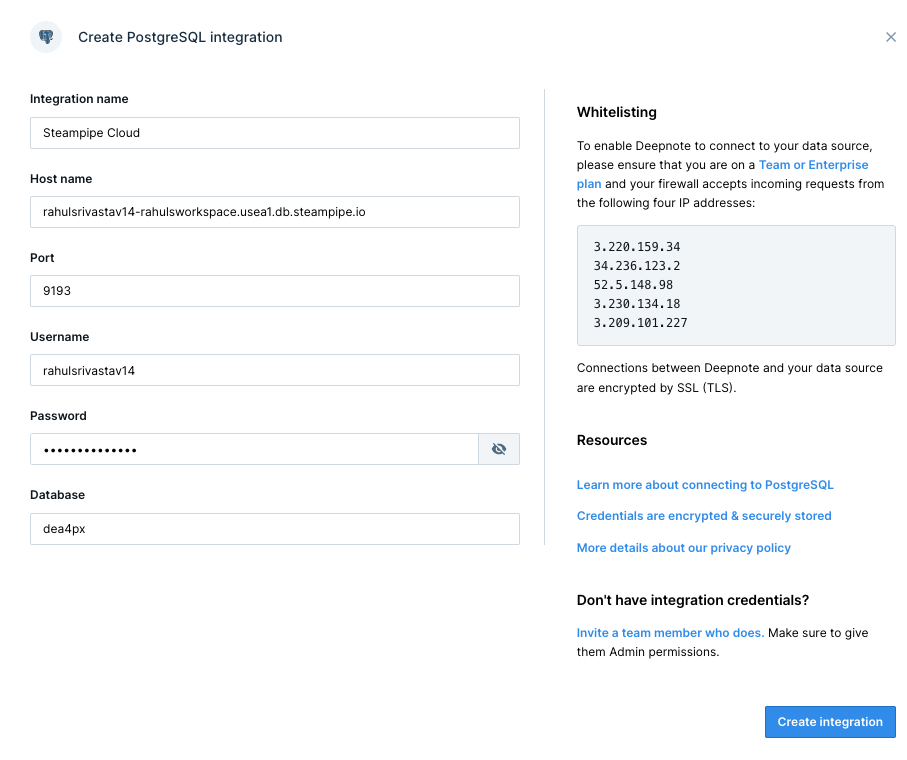 Create PostgreSQL integration
Integration name
Steampipe Cloud
Host name
rahulsrivastav14-rahulsworkspace.usea1.db.steampipe.io
Port
9193
Username
rahulsrivastav14
Password
••••••••••••••
Database
dea4px
Whitelisting
To enable Deepnote to connect to your data source,
please ensure that you are on a Team or Enterprise
plan and your firewall accepts incoming requests from
the following four IP addresses:
3.220.159.34
34.236.123.2
52.5.148.98
3.230.134.18
3.209.101.227
Connections between Deepnote and your data source
are encrypted by SSL (TLS).
Resources
Learn more about connecting to PostgreSQL
Credentials are encrypted & securely stored
More details about our privacy policy
Don't have integration credentials?
Invite a team member who does. Make sure to give
them Admin permissions.
Create integration